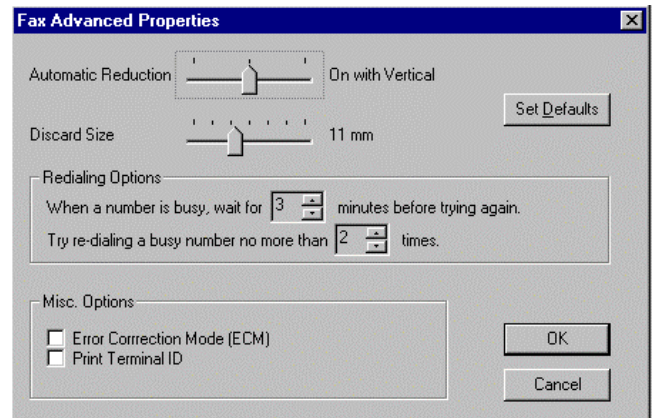 Fax Advanced Properties
Automatic Reduction On with Vertical
Set Defaults
Discard Size 11 mm
Redialing Options
When a number is busy, wait for 3 minutes before trying again.
Try re-dialing a busy number no more than 2 times.
Misc. Options
Error Corrrection Mode (ECM)
Print Terminal ID
OK
Cancel